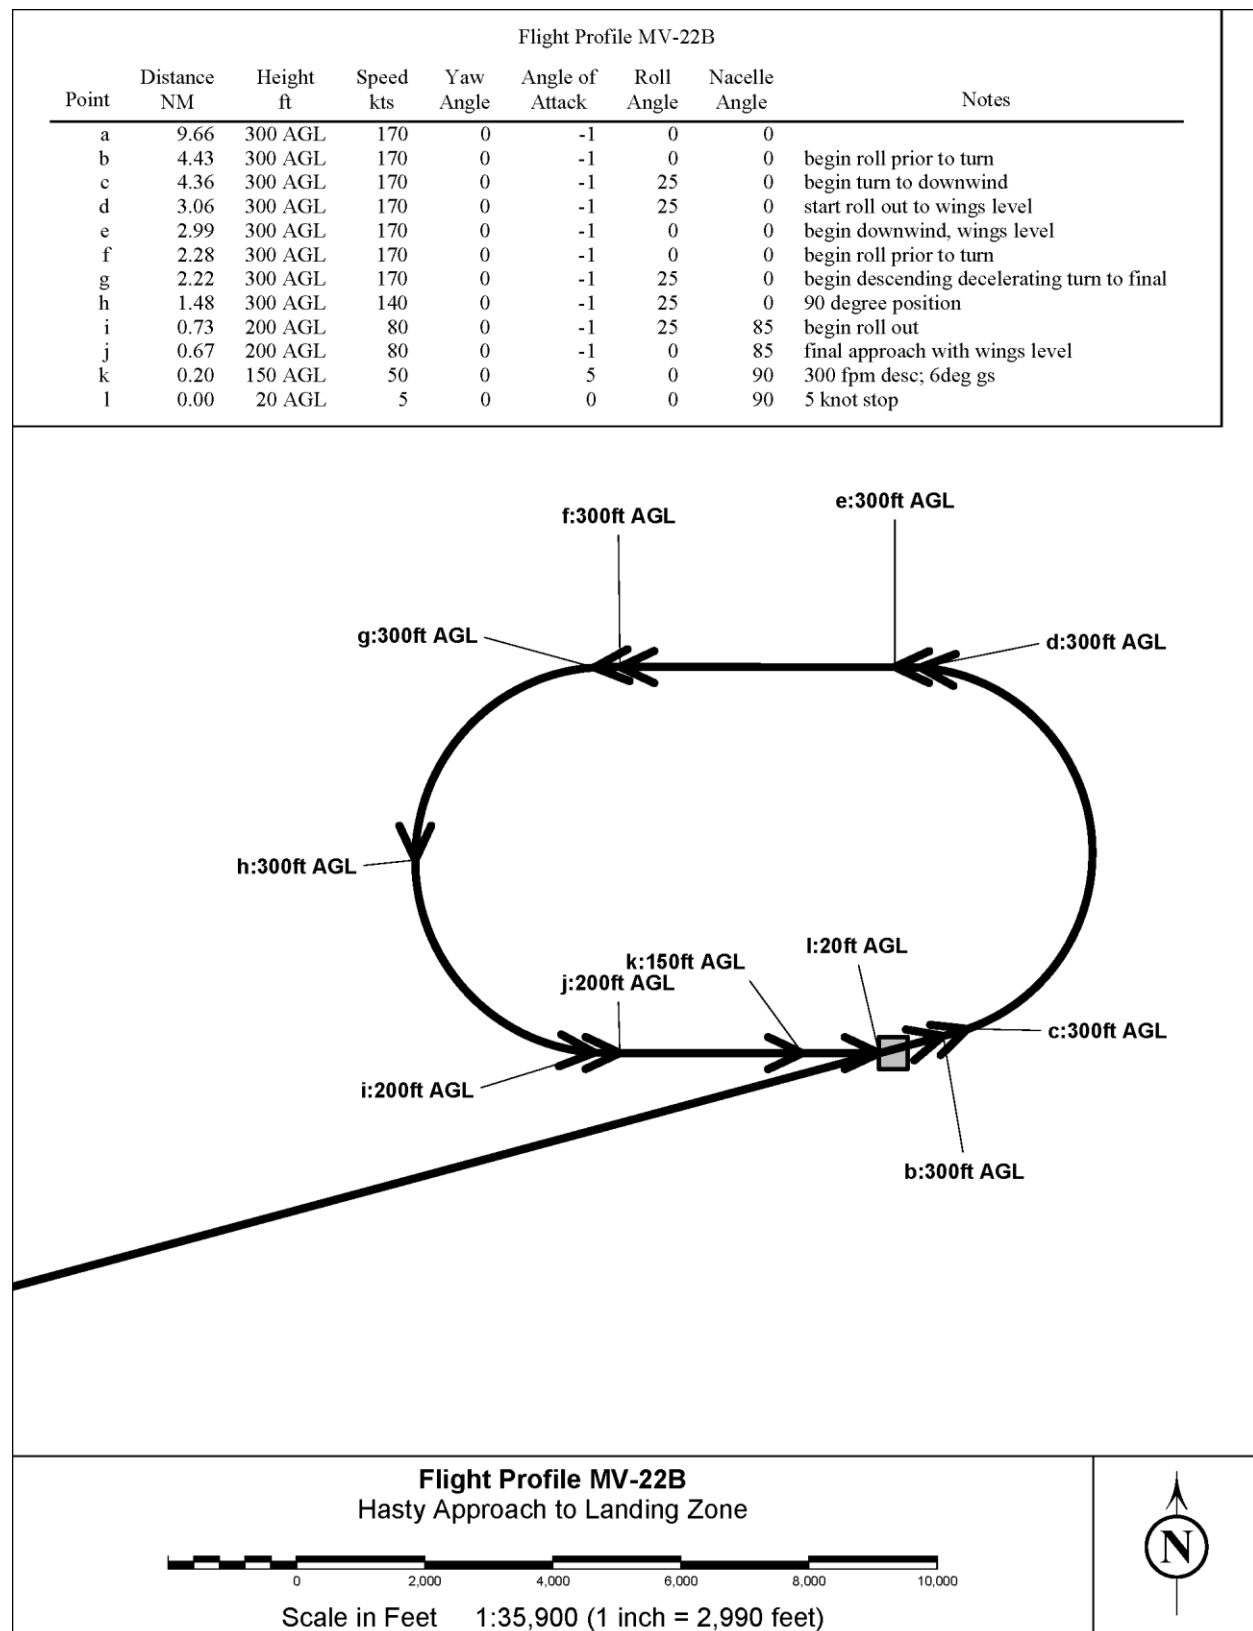 Flight Profile MV-22B
Distance Height Speed Yaw Angle of Roll Nacelle
Point NM ft kts Angle Attack Angle Angle Notes
a 9.66 300 AGL 170 0 -1 0 0
b 4.43 300 AGL 170 0 -1 0 0 begin roll prior to turn
c 4.36 300 AGL 170 0 -1 25 0 begin turn to downwind
d 3.06 300 AGL 170 0 -1 25 0 start roll out to wings level
e 2.99 300 AGL 170 0 -1 0 0 begin downwind, wings level
f 2.28 300 AGL 170 0 -1 0 0 begin roll prior to turn
g 2.22 300 AGL 170 0 -1 25 0 begin descending decelerating turn to final
h 1.48 300 AGL 140 0 -1 25 0 90 degree position
i 0.73 200 AGL 80 0 -1 25 85 begin roll out
j 0.67 200 AGL 80 0 -1 0 85 final approach with wings level
k 0.20 150 AGL 50 0 5 0 90 300 fpm desc; 6deg gs
l 0.00 20 AGL 5 0 0 0 90 5 knot stop
e:300ft AGL
f:300ft AGL
g:300ft AGL
d:300ft AGL
h:300ft AGL
l:20ft AGL
k:150ft AGL
j:200ft AGL
c:300ft AGL
i:200ft AGL
b:300ft AGL
Flight Profile MV-22B
Hasty Approach to Landing Zone
0 2,000 4,000 6,000 8,000 10,000
Scale in Feet 1:35,900 (1 inch = 2,990 feet)
N